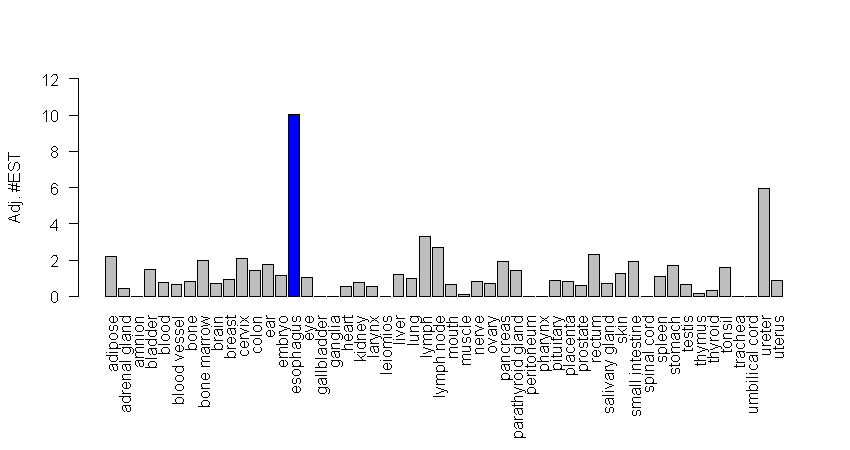 Adj. #EST
12
10
8
6
4
2
0
adipose
adrenal gland
amnion
bladder
blood
blood vessel
bone
bone marrow
brain
breast
cervix
colon
ear
embryo
esophagus
eye
gallbladder
ganglia
heart
kidney
larynx
leiomios
liver
lung
lymph
lymph node
mouth
muscle
nerve
ovary
pancreas
parathyroid gland
peritoneum
pharynx
pituitary
placenta
prostate
rectum
salivary gland
skin
small intestine
spinal cord
spleen
stomach
testis
thymus
thyroid
tonsil
trachea
umbilical cord
ureter
uterus